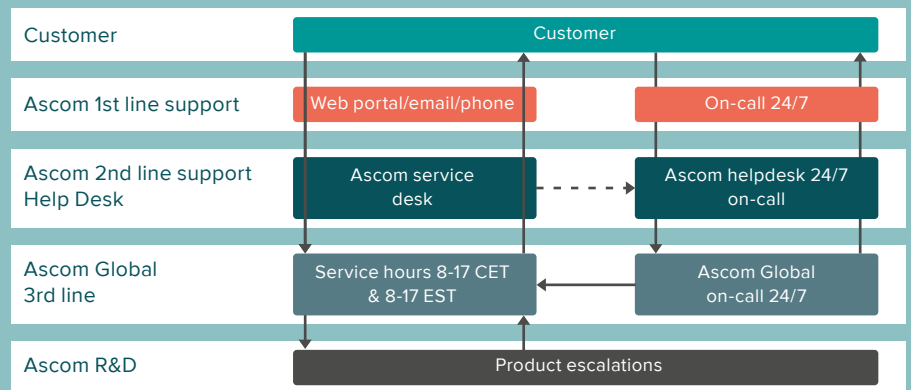 Customer
Customer
Ascom 1st line support
Web portal/email/phone
On-call 24/7
Ascom 2nd line support
Help Desk
Ascom service
desk
Ascom helpdesk 24/7
on-call
Ascom Global
3rd line
Service hours 8-17 CET
& 8-17 EST
Ascom Global
on-call 24/7
Ascom R&D
Product escalations